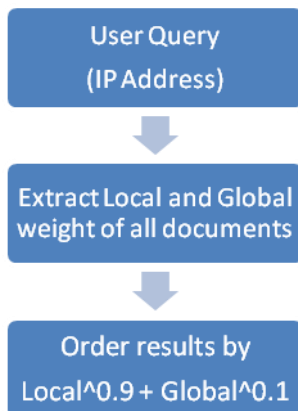 User Query
(IP Address)
Extract Local and Global
weight of all documents
Order results by
Local^0.9 + Global^0.1